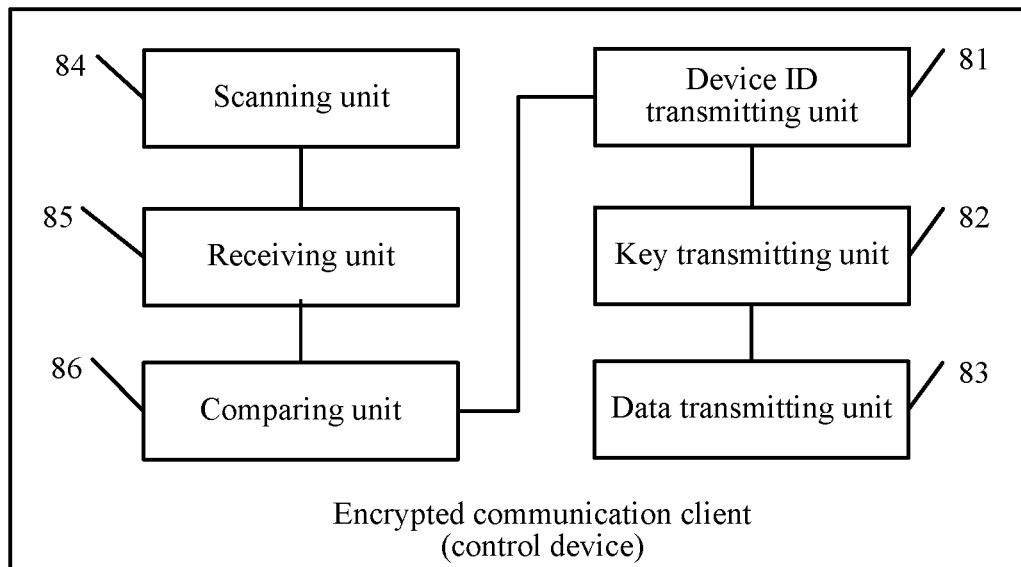 84
Scanning unit
85
Receiving unit
86
Comparing unit
Device ID
transmitting unit
81
Key transmitting unit
82
Data transmitting unit
83
Encrypted communication client
(control device)